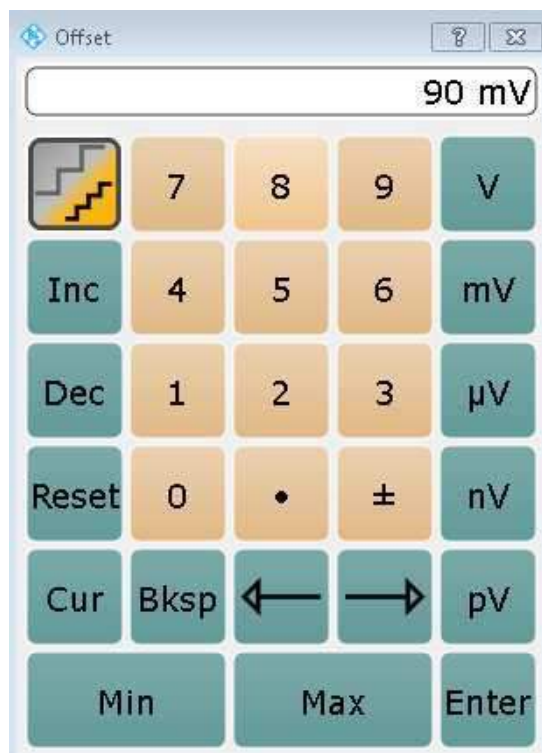 Offset
90 mV
7 8 9 V
Inc 4 5 6 mV
Dec 1 2 3 µV
Reset 0 • ± nV
Cur Bksp pV
Min Max Enter